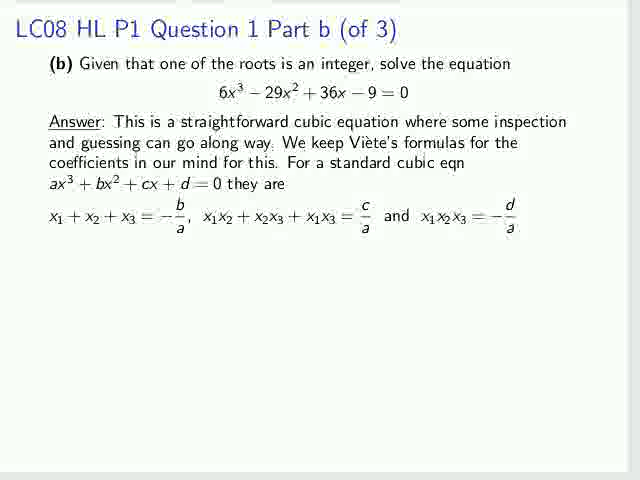 LC08 HL P1 Question 1 Part b (of 3)
(b) Given that one of the roots is an integer, solve the equation
6x³ − 29x² + 36x − 9 = 0
Answer: This is a straightforward cubic equation where some inspection
and guessing can go along way. We keep Viète's formulas for the
coefficients in our mind for this. For a standard cubic eqn
ax³ + bx² + cx + d = 0 they are
x₁ + x₂ + x₃ = −b/a, x₁x₂ + x₂x₃ + x₁x₃ = c/a and x₁x₂x₃ = −d/a